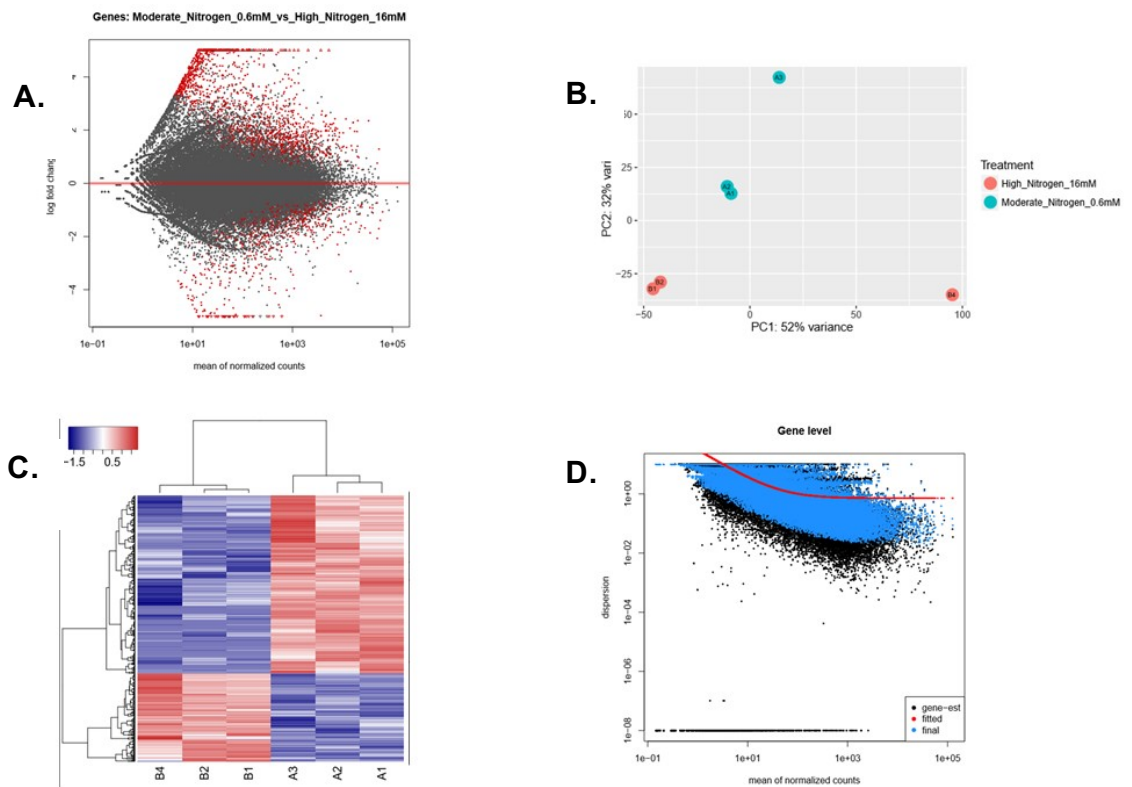 Genes: Moderate_Nitrogen_0.6mM_vs_High_Nitrogen_16mM
A.
log fold chang
0
-2
-4
1e-01 1e+01 1e+03 1e+05
mean of normalized counts
B.
A3
A2
A1
B2
B1
B4
25
0
-25
-50 0 50 100
PC2: 32% vari
PC1: 52% variance
Treatment
High_Nitrogen_16mM
Moderate_Nitrogen_0.6mM
C.
-1.5 0.5
B4 B2 B1 A3 A2 A1
D.
Gene level
dispersion
1e+00
1e-02
1e-04
1e-06
1e-08
gene-est
fitted
final
1e-01 1e+01 1e+03 1e+05
mean of normalized counts